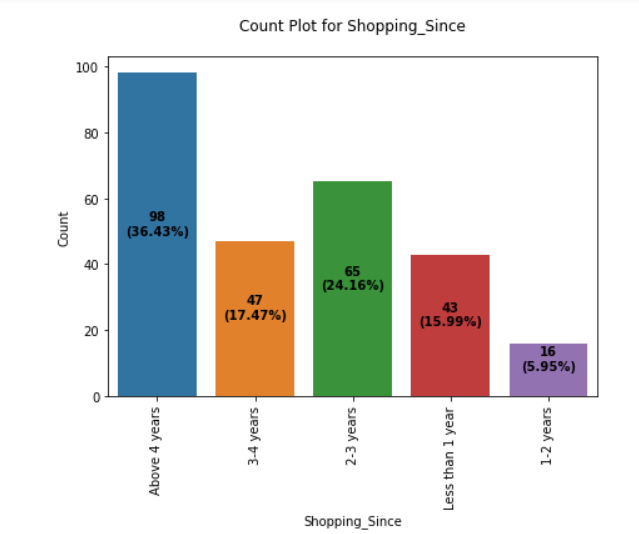 Count Plot for Shopping_Since
100
80
60
40
20
0
Count
98
(36.43%)
47
(17.47%)
65
(24.16%)
43
(15.99%)
16
(5.95%)
Above 4 years
3-4 years
2-3 years
Less than 1 year
1-2 years
Shopping_Since